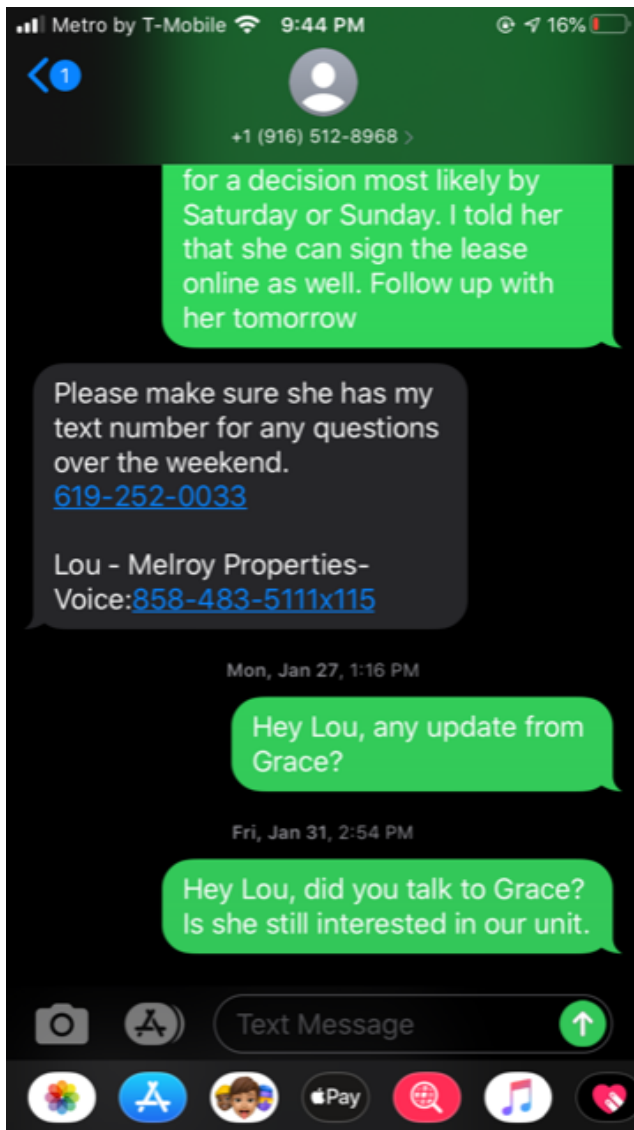 Metro by T-Mobile 9:44 PM 16%
1
+1 (916) 512-8968 >
for a decision most likely by
Saturday or Sunday. I told her
that she can sign the lease
online as well. Follow up with
her tomorrow
Please make sure she has my
text number for any questions
over the weekend.
619-252-0033
Lou - Melroy Properties-
Voice:858-483-5111x115
Mon, Jan 27, 1:16 PM
Hey Lou, any update from
Grace?
Fri, Jan 31, 2:54 PM
Hey Lou, did you talk to Grace?
Is she still interested in our unit.
Text Message
Pay